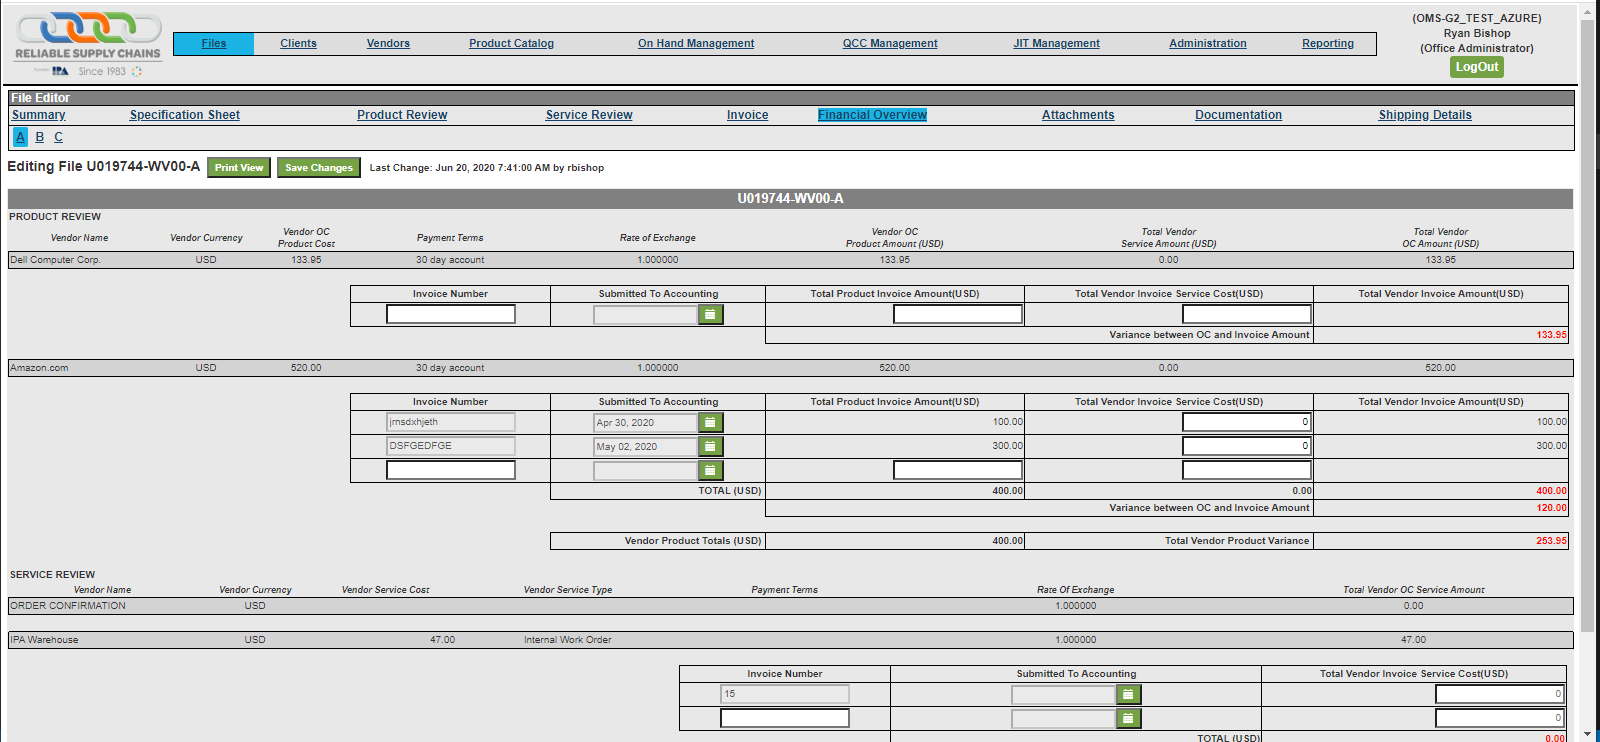 RELIABLE SUPPLY CHAINS
IPA Since 1983
Files Clients Vendors Product Catalog On Hand Management QCC Management JIT Management Administration Reporting
(OMS-G2_TEST_AZURE)
Ryan Bishop
(Office Administrator)
LogOut
File Editor
Summary Specification Sheet Product Review Service Review Invoice Financial Overview Attachments Documentation Shipping Details
A B C
Editing File U019744-WV00-A Print View Save Changes Last Change: Jun 20, 2020 7:41:00 AM by rbishop
U019744-WV00-A
PRODUCT REVIEW
Vendor Name Vendor Currency Vendor OC Product Cost Payment Terms Rate of Exchange Vendor OC Product Amount (USD) Total Vendor Service Amount (USD) Total Vendor OC Amount (USD)
Dell Computer Corp. USD 133.95 30 day account 1.000000 133.95 0.00 133.95
Invoice Number Submitted To Accounting Total Product Invoice Amount(USD) Total Vendor Invoice Service Cost(USD) Total Vendor Invoice Amount(USD)
Variance between OC and Invoice Amount 133.95
Amazon.com USD 520.00 30 day account 1.000000 520.00 0.00 520.00
Invoice Number Submitted To Accounting Total Product Invoice Amount(USD) Total Vendor Invoice Service Cost(USD) Total Vendor Invoice Amount(USD)
jrnsdxhjeth Apr 30, 2020 100.00 0 100.00
DSFGEDFGE May 02, 2020 300.00 0 300.00
TOTAL (USD) 400.00 0.00 400.00
Variance between OC and Invoice Amount 120.00
Vendor Product Totals (USD) 400.00 Total Vendor Product Variance 253.95
SERVICE REVIEW
Vendor Name Vendor Currency Vendor Service Cost Vendor Service Type Payment Terms Rate Of Exchange Total Vendor OC Service Amount
ORDER CONFIRMATION USD 1.000000 0.00
IPA Warehouse USD 47.00 Internal Work Order 1.000000 47.00
Invoice Number Submitted To Accounting Total Vendor Invoice Service Cost(USD)
15 0
0
TOTAL (USD) 0.00